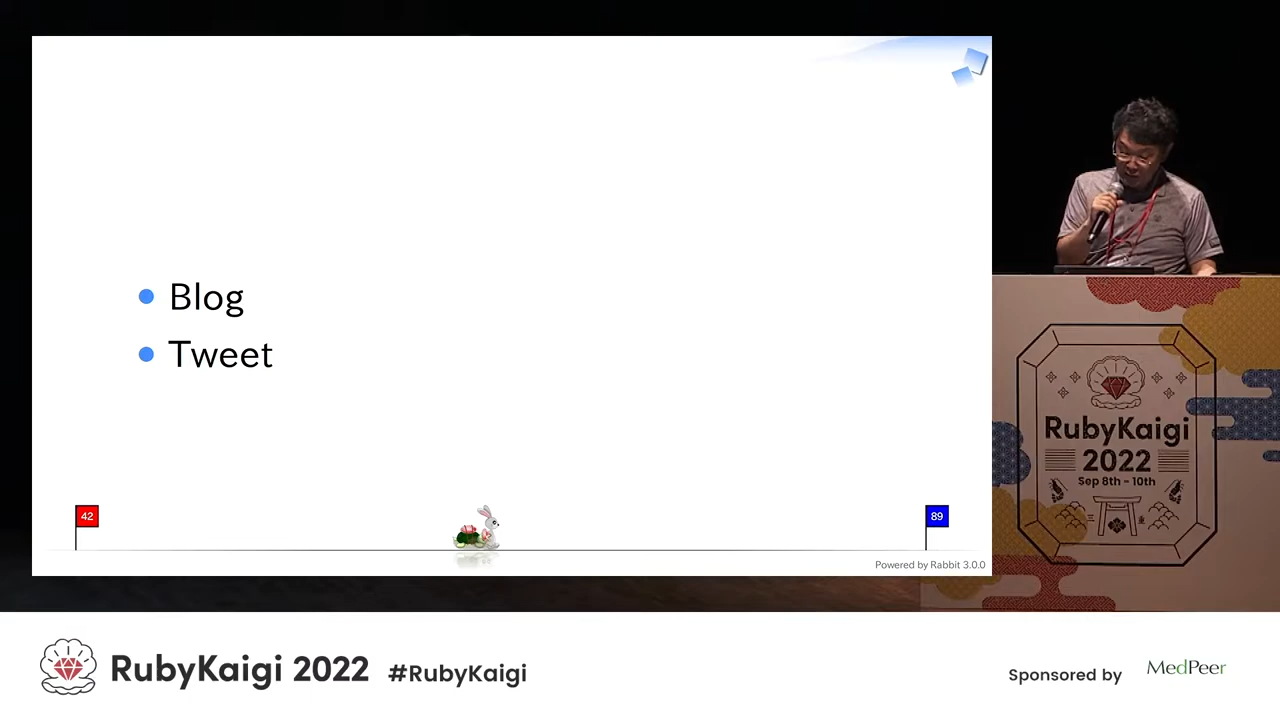 Blog
Tweet
42
89
Powered by Rabbit 3.0.0
RubyKaigi
2022
Sep 8th - 10th
RubyKaigi 2022 #RubyKaigi
Sponsored by MedPeer